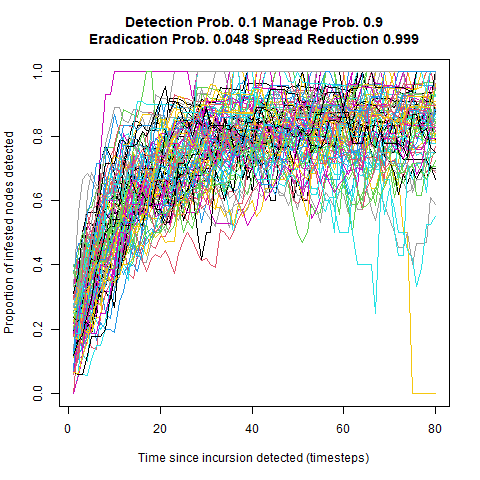 Detection Prob. 0.1 Manage Prob. 0.9
Eradication Prob. 0.048 Spread Reduction 0.999
Proportion of infested nodes detected
1.0
0.8
0.6
0.4
0.2
0.0
0 20 40 60 80
Time since incursion detected (timesteps)